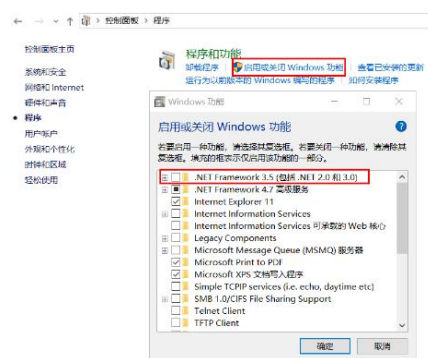 控制面板 > 程序
控制面板主页
系统和安全
网络和 Internet
硬件和声音
程序
用户帐户
外观和个性化
时钟和区域
轻松使用
程序和功能
卸载程序
启用或关闭 Windows 功能
查看已安装的更新
运行为以前版本的 Windows 编写的程序
如何安装程序
Windows 功能
启用或关闭 Windows 功能
若要启用一种功能，请选择其复选框。若要关闭一种功能，请清除其
复选框。填充的框表示仅启用该功能的一部分。
.NET Framework 3.5 (包括 .NET 2.0 和 3.0)
.NET Framework 4.7 高级服务
Internet Explorer 11
Internet Information Services
Internet Information Services 可承载的 Web 核心
Legacy Components
Microsoft Message Queue (MSMQ) 服务器
Microsoft Print to PDF
Microsoft XPS 文档写入程序
Simple TCPIP services (i.e. echo, daytime etc)
SMB 1.0/CIFS File Sharing Support
Telnet Client
TFTP Client
确定
取消